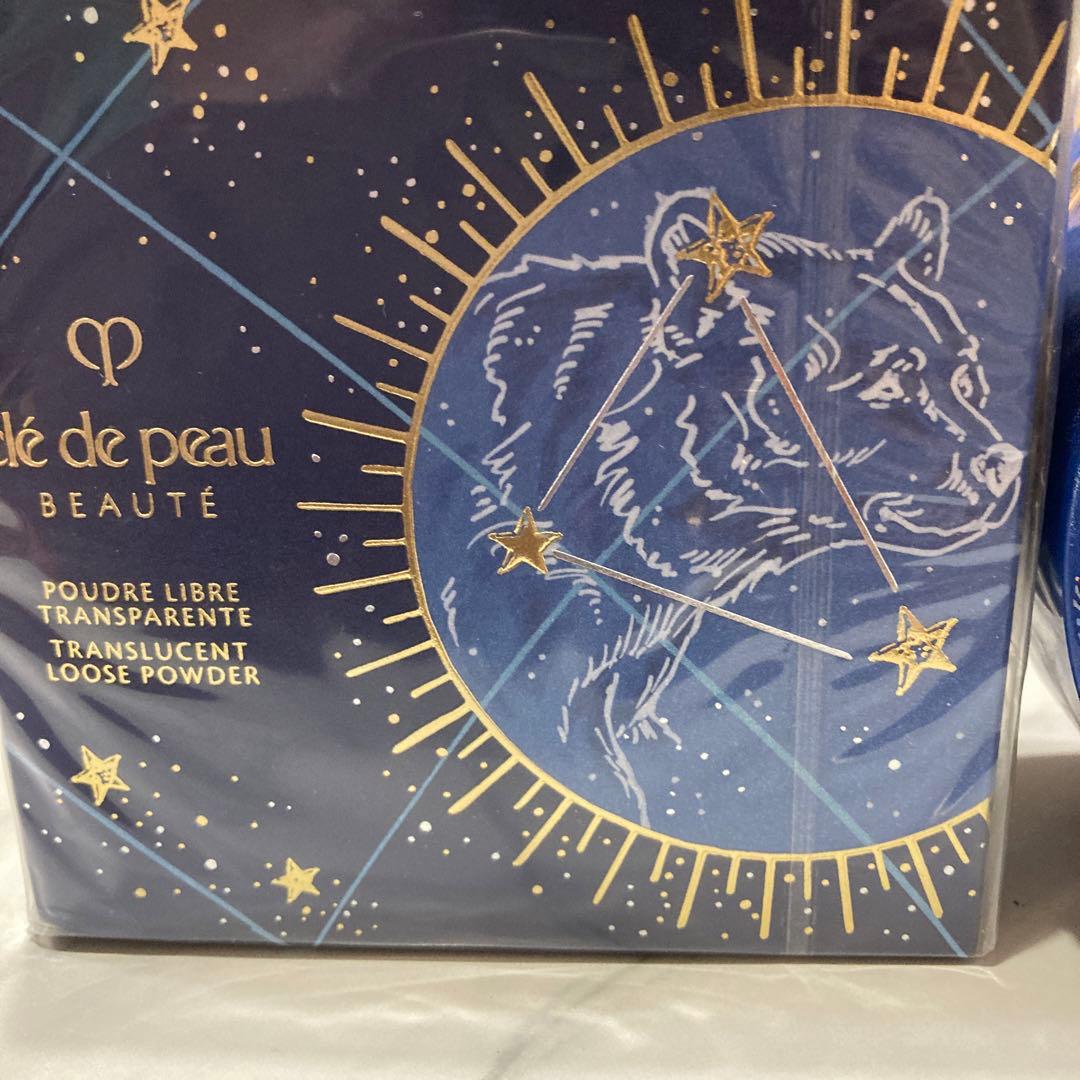 clé de peau
BEAUTÉ
POUDRE LIBRE
TRANSPARENTE
TRANSLUCENT
LOOSE POWDER